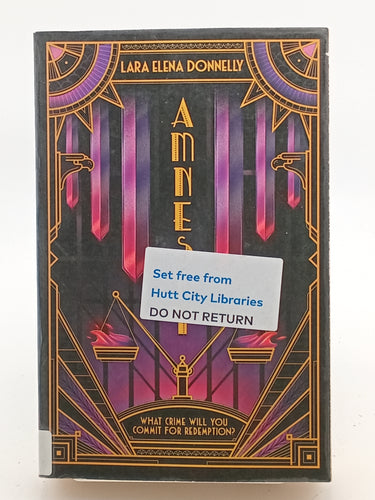 LARA ELENA DONNELLY
AMNES
Set free from
Hutt City Libraries
DO NOT RETURN
WHAT CRIME WILL YOU
COMMIT FOR REDEMPTION?